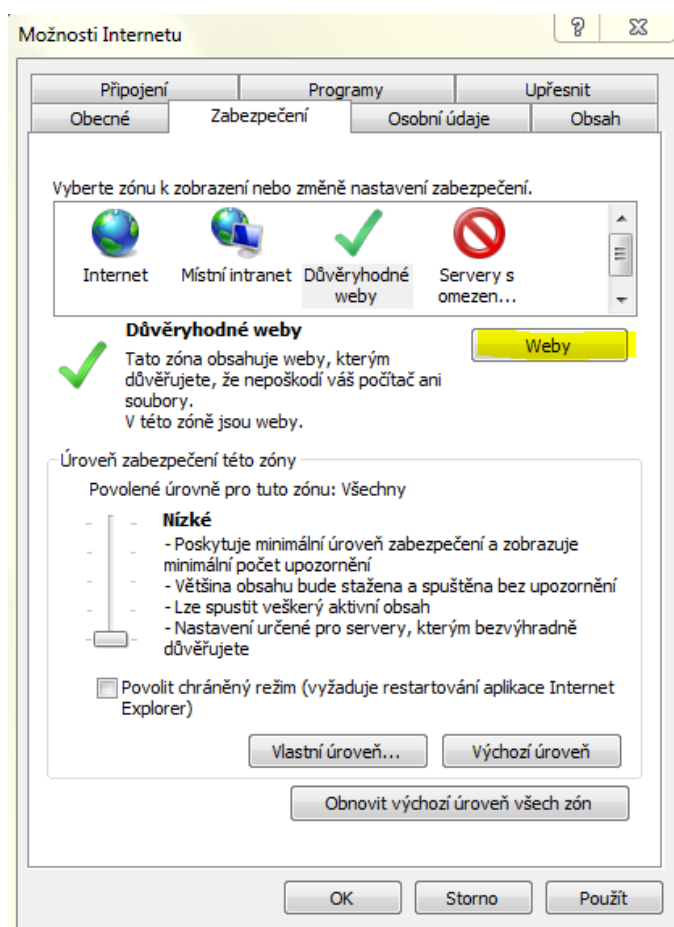 Možnosti Internetu
Připojení
Programy
Upřesnit
Obecné
Zabezpečení
Osobní údaje
Obsah
Vyberte zónu k zobrazení nebo změně nastavení zabezpečení.
Internet
Místní intranet
Důvěryhodné
weby
Servery s
omezen...
Důvěryhodné weby
Weby
Tato zóna obsahuje weby, kterým
důvěřujete, že nepoškodí váš počítač ani
soubory.
V této zóně jsou weby.
Úroveň zabezpečení této zóny
Povolené úrovně pro tuto zónu: Všechny
Nízké
- Poskytuje minimální úroveň zabezpečení a zobrazuje
minimální počet upozornění
- Většina obsahu bude stažena a spuštěna bez upozornění
- Lze spustit veškerý aktivní obsah
- Nastavení určené pro servery, kterým bezvýhradně
důvěřujete
Povolit chráněný režim (vyžaduje restartování aplikace Internet
Explorer)
Vlastní úroveň...
Výchozí úroveň
Obnovit výchozí úroveň všech zón
OK
Storno
Použít